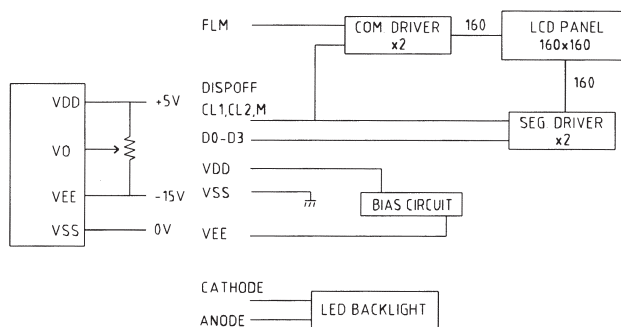 FLM
COM. DRIVER
x2
160
LCD PANEL
160x160
160
DISPOFF
CL1,CL2,M
D0-D3
SEG. DRIVER
x2
VDD
+5V
VO
VEE
-15V
VSS
0V
VDD
VSS
VEE
BIAS CIRCUIT
CATHODE
ANODE
LED BACKLIGHT